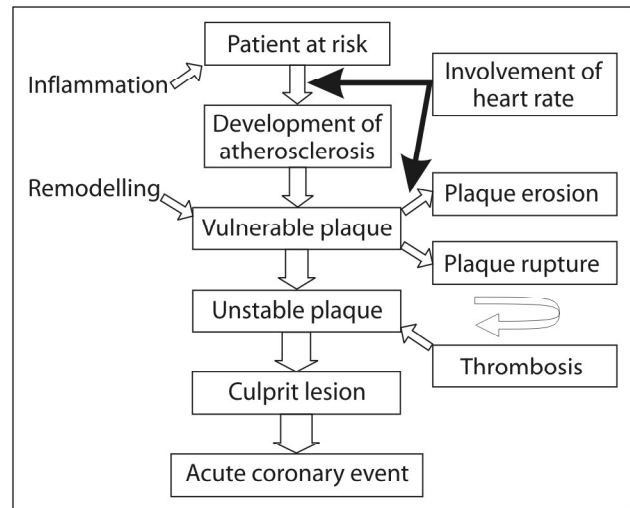 Patient at risk
Inflammation
Involvement of
heart rate
Development of
atherosclerosis
Remodelling
Plaque erosion
Vulnerable plaque
Plaque rupture
Unstable plaque
Thrombosis
Culprit lesion
Acute coronary event